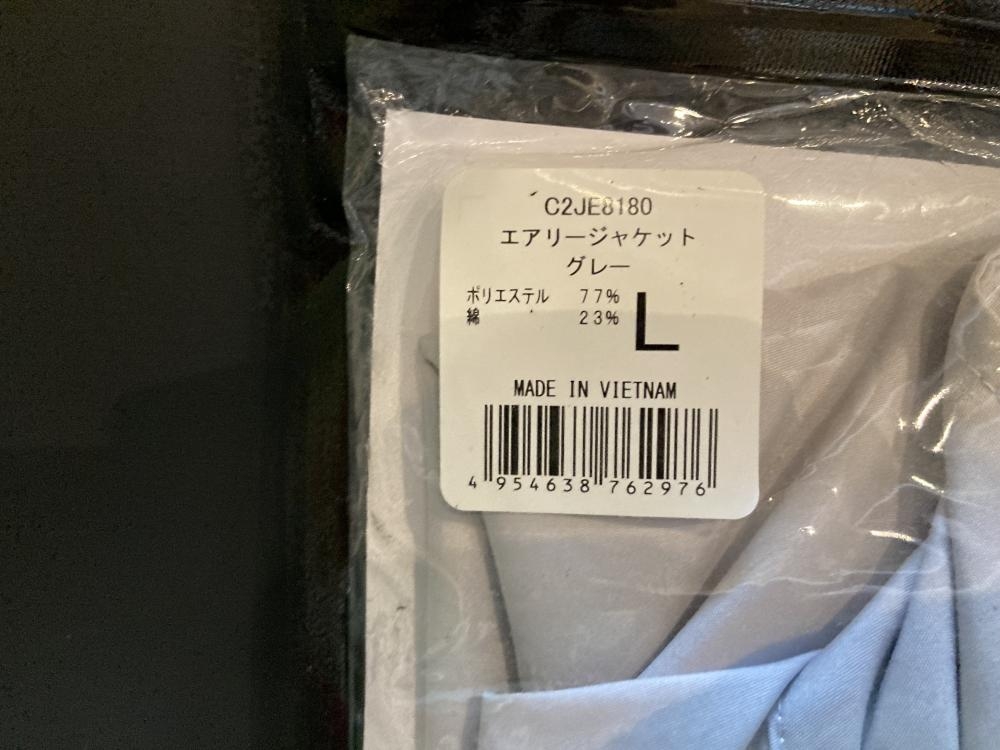 C2JE8180
エアリージャケット
グレー
ポリエステル 77%
綿 23%
L
MADE IN VIETNAM
4 954638 762976